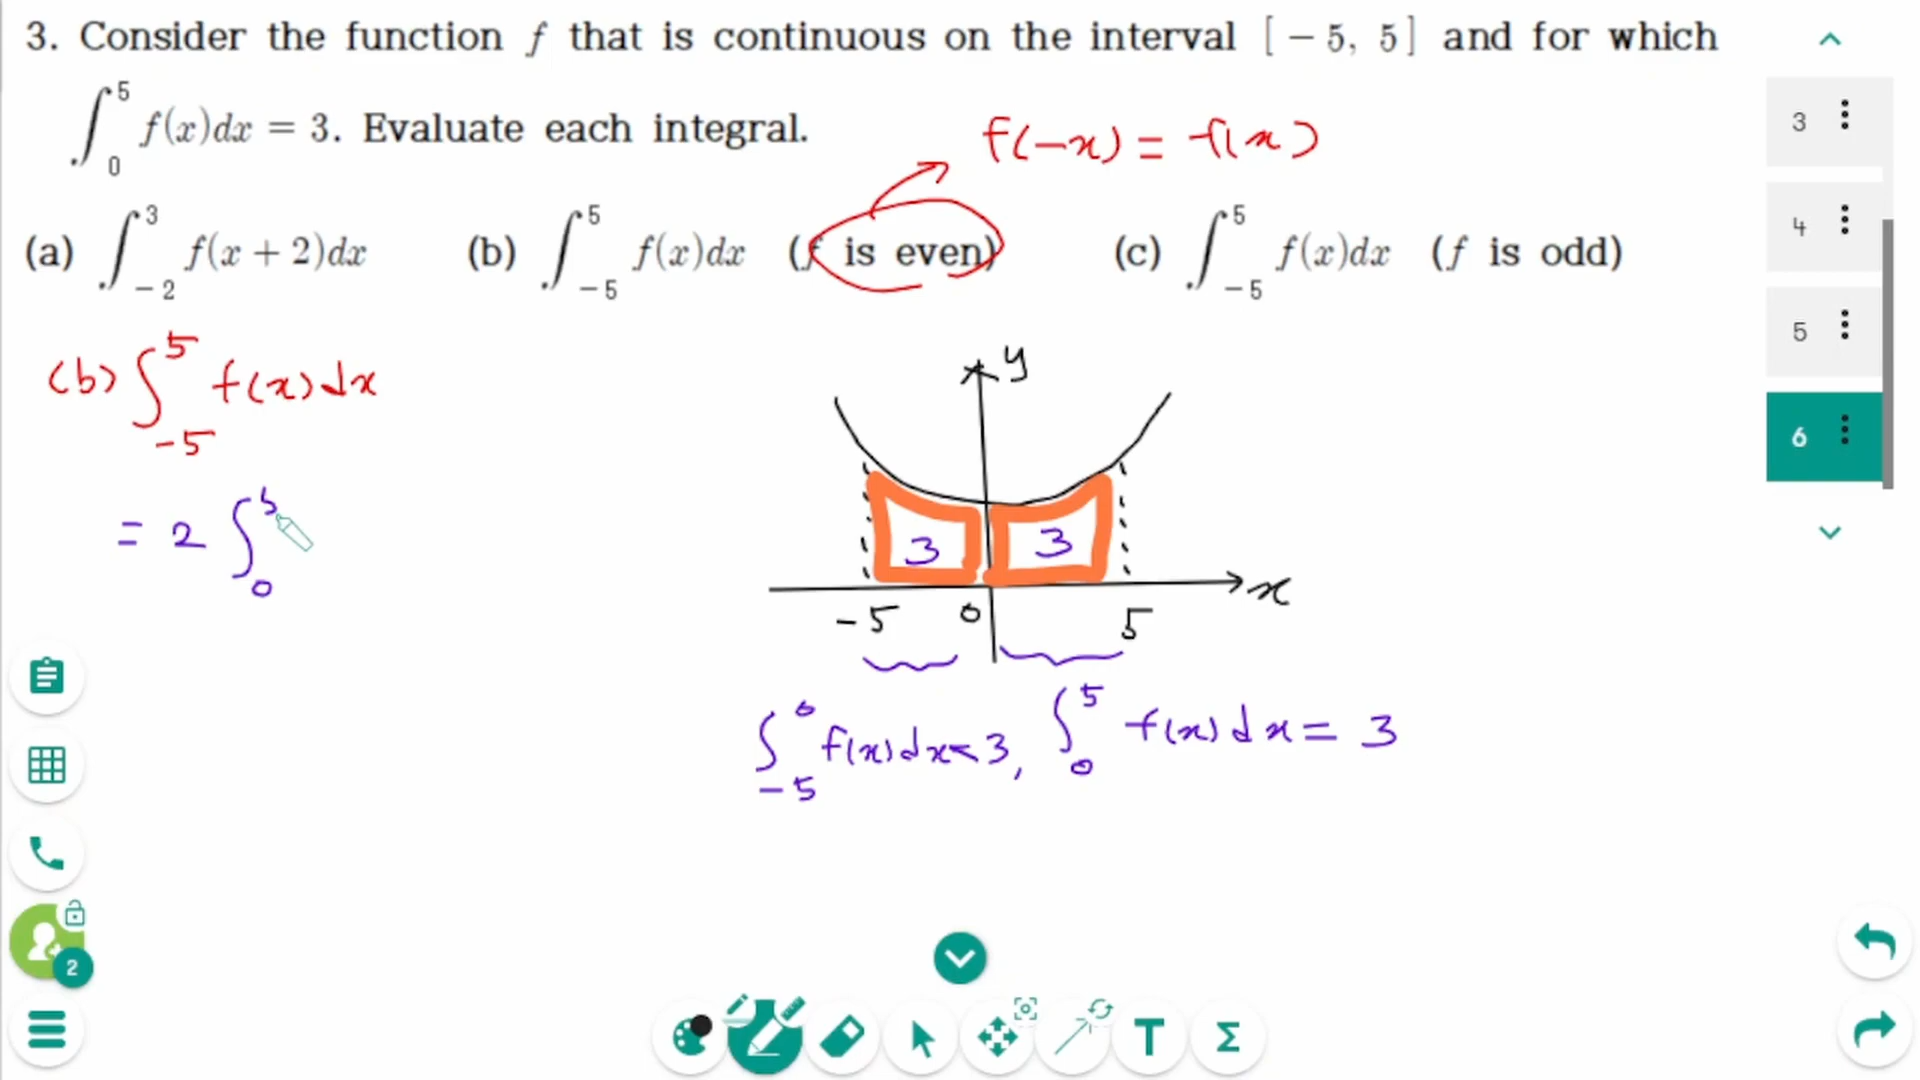 3. Consider the function f that is continuous on the interval [−5, 5] and for which
∫₀⁵ f(x)dx = 3. Evaluate each integral.
f(−x) = f(x)
(a) ∫₋₂³ f(x + 2)dx (b) ∫₋₅⁵ f(x)dx (f is even) (c) ∫₋₅⁵ f(x)dx (f is odd)
(b) ∫₋₅⁵ f(x)dx
= 2 ∫₀⁵
y
3 3
x
−5 0 5
∫₋₅⁰ f(x)dx = 3, ∫₀⁵ f(x)dx = 3
3
4
5
6
2
T Σ